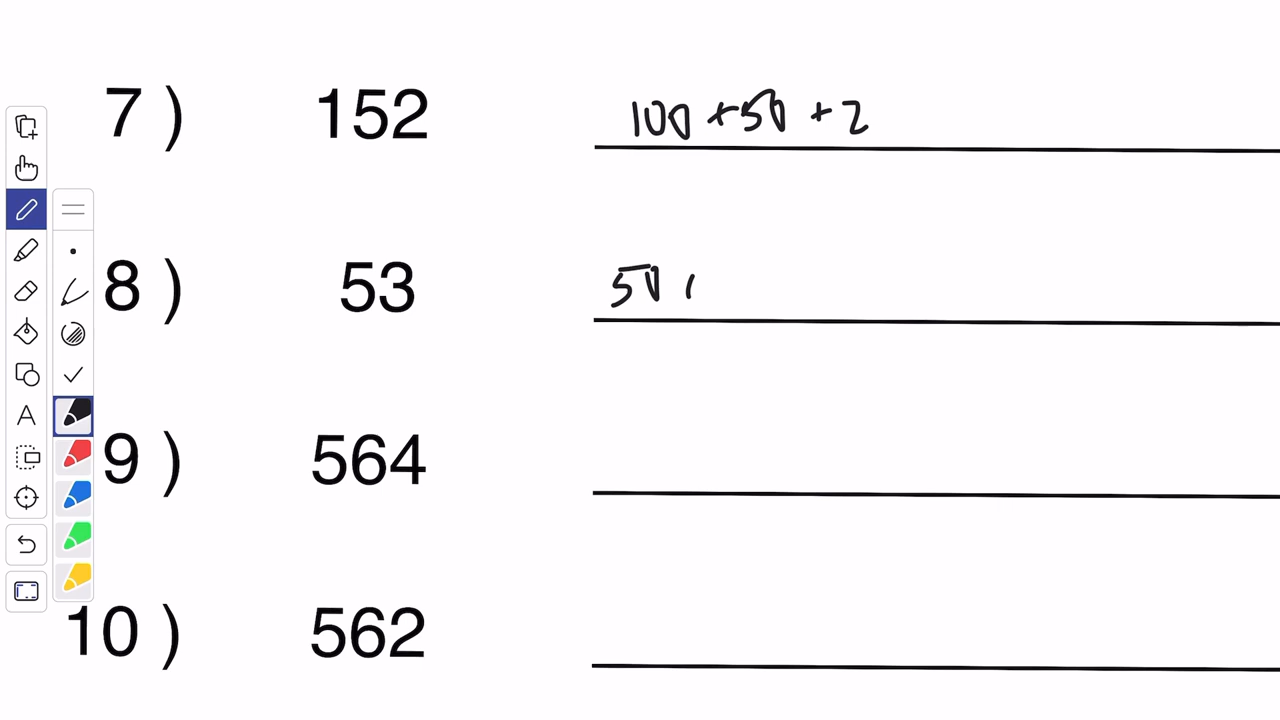 7 ) 152 100 +50 +2
8 ) 53 50
9 ) 564
10 ) 562
A